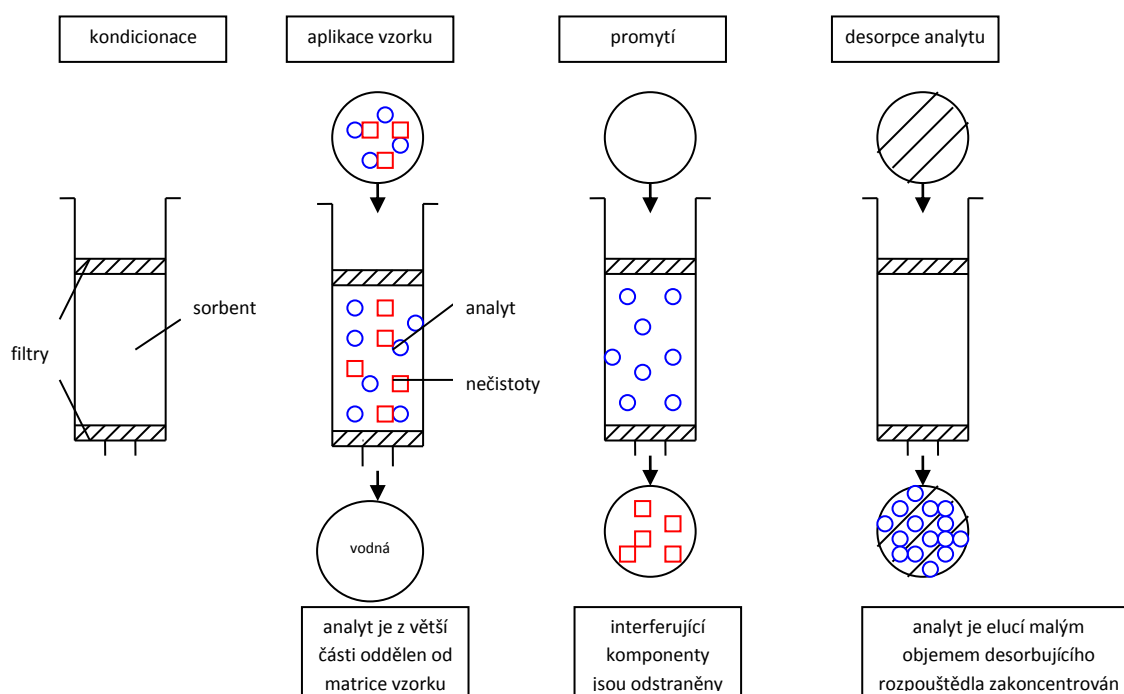 kondicionace
aplikace vzorku
promytí
desorpce analytu
sorbent
filtry
analyt
nečistoty
vodná
analyt je z větší
části oddělen od
matrice vzorku
interferující
komponenty
jsou odstraněny
analyt je elucí malým
objemem desorbujícího
rozpouštědla zakoncentrován